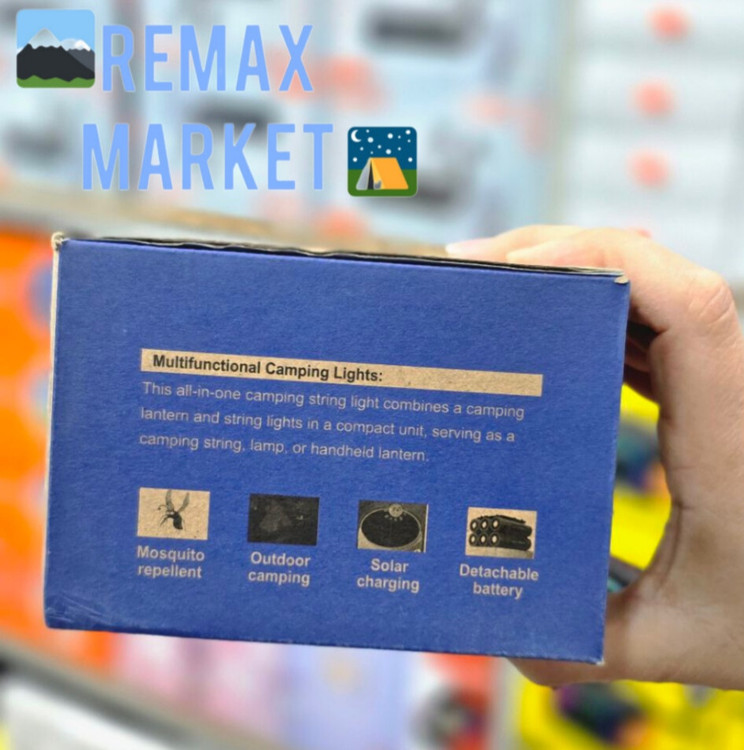 REMAX
MARKET
Multifunctional Camping Lights:
This all-in-one camping string light combines a camping
lantern and string lights in a compact unit, serving as a
camping string, lamp, or handheld lantern.
Mosquito
repellent
Outdoor
camping
Solar
charging
Detachable
battery